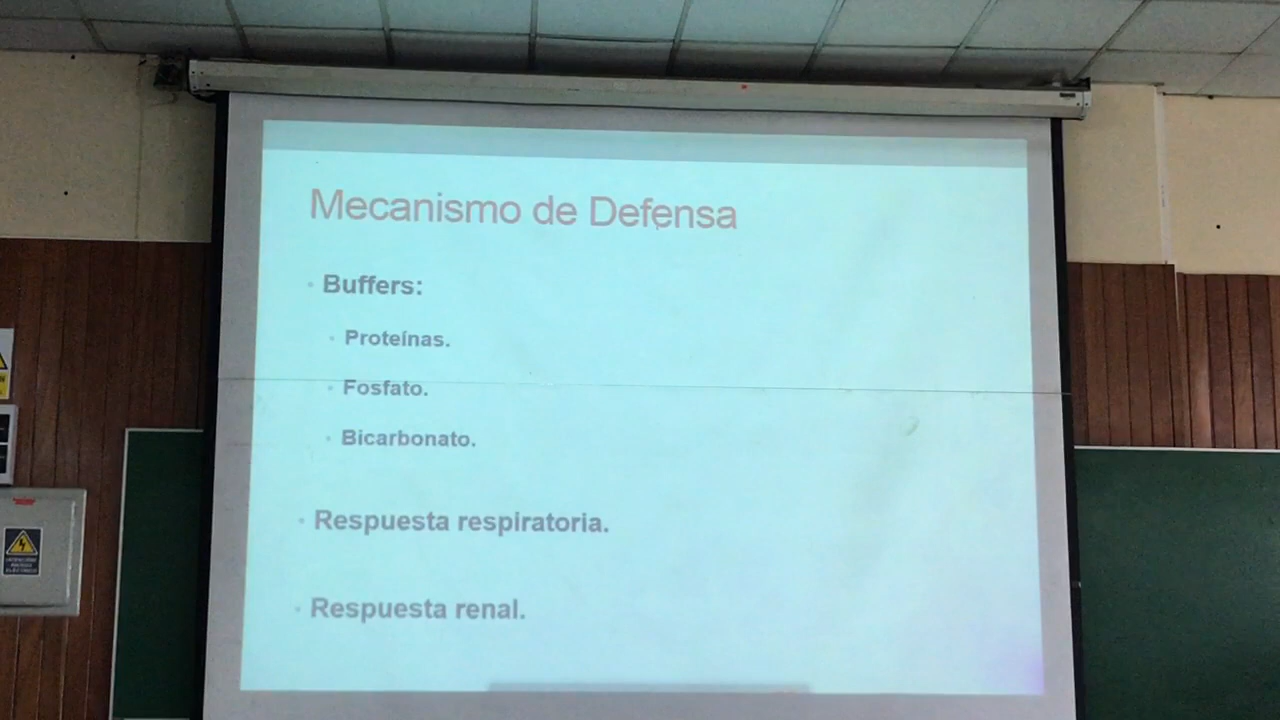 Mecanismo de Defensa
• Buffers:
• Proteínas.
• Fosfato.
• Bicarbonato.
• Respuesta respiratoria.
• Respuesta renal.